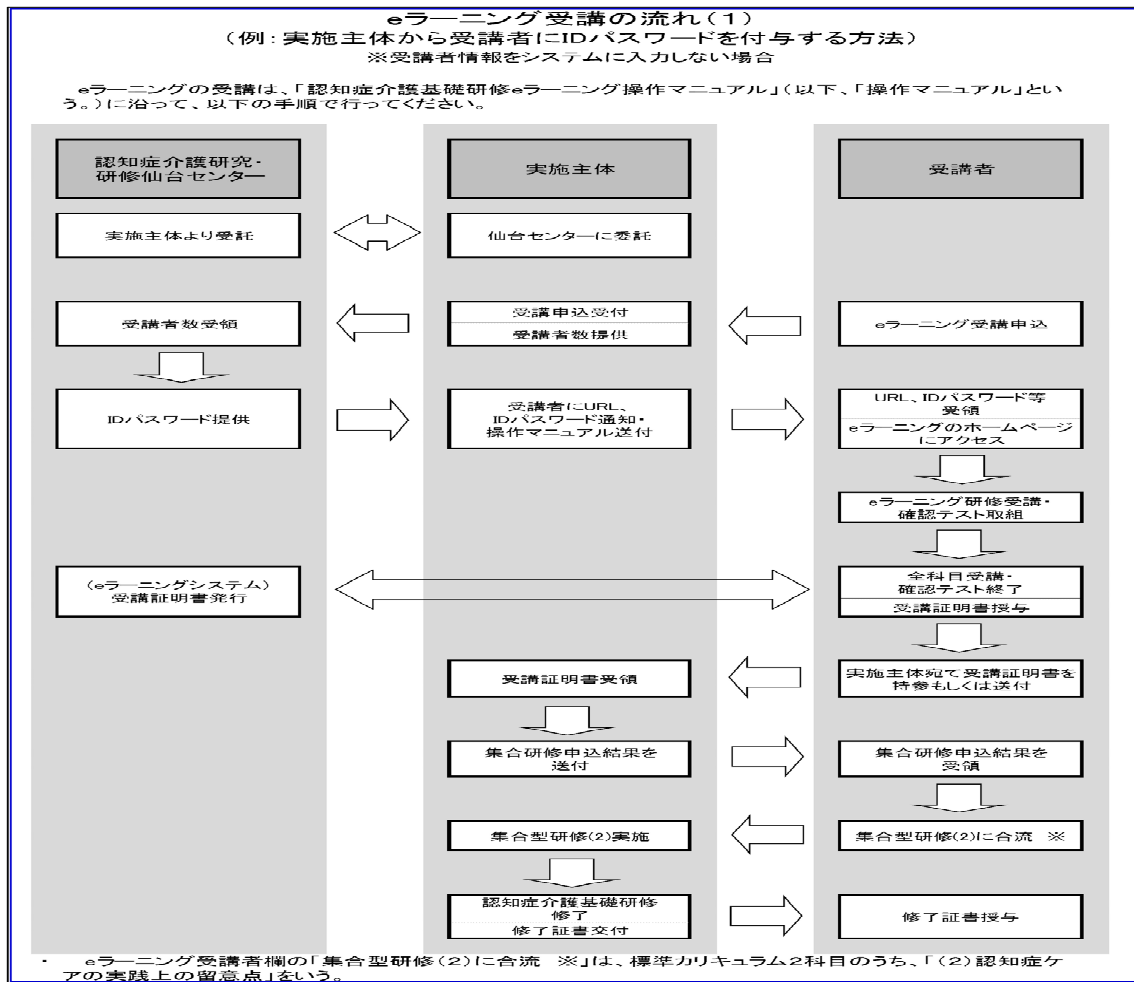 eラーニング受講の流れ(1)
(例:実施主体から受講者にIDパスワードを付与する方法)
※受講者情報をシステムに入力しない場合
eラーニングの受講は、「認知症介護基礎研修eラーニング操作マニュアル」(以下、「操作マニュアル」とい
う。)に沿って、以下の手順で行ってください。
認知症介護研究・
研修仙台センター
実施主体
受講者
実施主体より受託
仙台センターに委託
受講者数受領
受講申込受付
受講者数提供
eラーニング受講申込
IDパスワード提供
受講者にURL、
IDパスワード通知・
操作マニュアル送付
URL、IDパスワード等
受領
eラーニングのホームページ
にアクセス
eラーニング研修受講・
確認テスト取組
(eラーニングシステム)
受講証明書発行
全科目受講・
確認テスト終了
受講証明書授与
受講証明書受領
実施主体宛て受講証明書を
持参もしくは送付
集合研修申込結果を
送付
集合研修申込結果を
受領
集合型研修(2)実施
集合型研修(2)に合流 ※
認知症介護基礎研修
修了
修了証書交付
修了証書授与
・ eラーニング受講者欄の「集合型研修(2)に合流 ※」は、標準カリキュラム2科目のうち、「(2)認知症ケ
アの実践上の留意点」をいう。